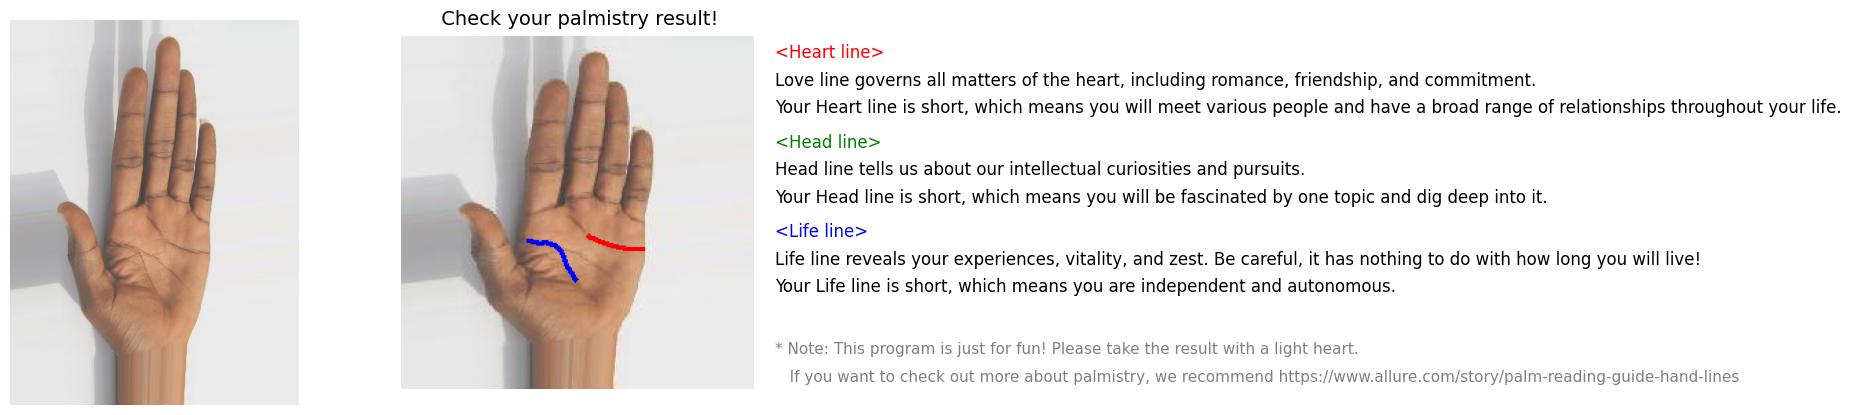 Check your palmistry result!
<Heart line>
Love line governs all matters of the heart, including romance, friendship, and commitment.
Your Heart line is short, which means you will meet various people and have a broad range of relationships throughout your life.
<Head line>
Head line tells us about our intellectual curiosities and pursuits.
Your Head line is short, which means you will be fascinated by one topic and dig deep into it.
<Life line>
Life line reveals your experiences, vitality, and zest. Be careful, it has nothing to do with how long you will live!
Your Life line is short, which means you are independent and autonomous.
* Note: This program is just for fun! Please take the result with a light heart.
If you want to check out more about palmistry, we recommend https://www.allure.com/story/palm-reading-guide-hand-lines